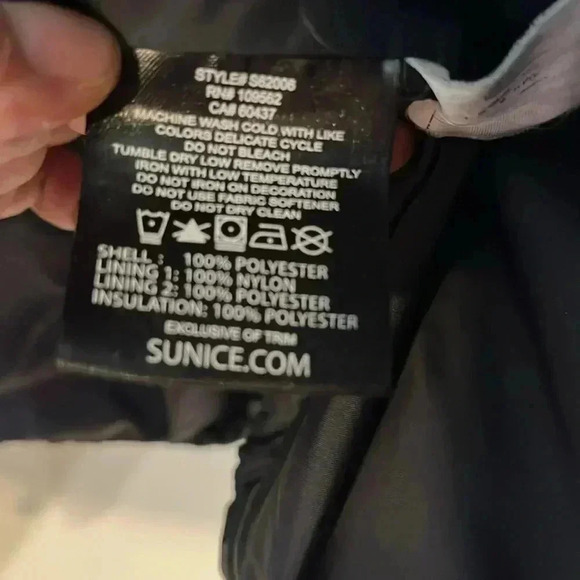 STYLE# S62006
RN# 109562
CA# 60437
MACHINE WASH COLD WITH LIKE
COLORS DELICATE CYCLE
DO NOT BLEACH
TUMBLE DRY LOW REMOVE PROMPTLY
IRON WITH LOW TEMPERATURE
DO NOT IRON ON DECORATION
DO NOT USE FABRIC SOFTENER
DO NOT DRY CLEAN
SHELL : 100% POLYESTER
LINING 1: 100% NYLON
LINING 2: 100% POLYESTER
INSULATION: 100% POLYESTER
EXCLUSIVE OF TRIM
SUNICE.COM